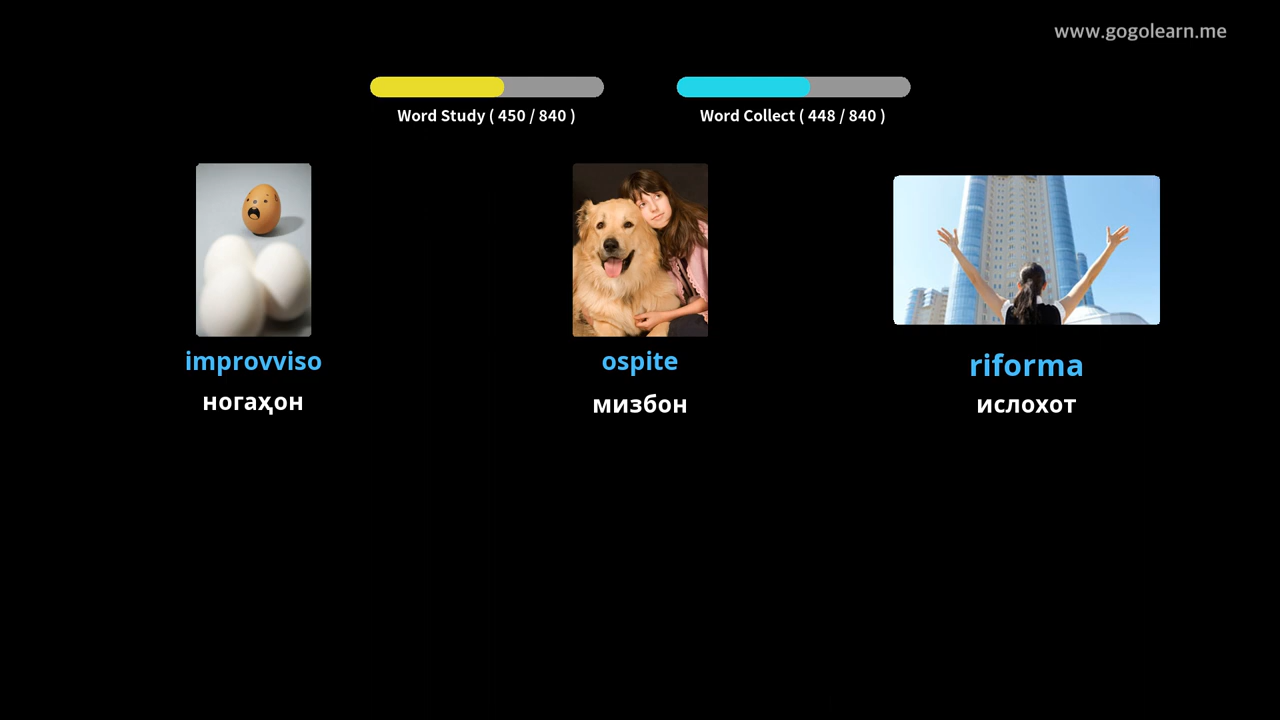 www.gogolearn.me
Word Study ( 450 / 840 )
Word Collect ( 448 / 840 )
improvviso
ногаҳон
ospite
мизбон
riforma
ислохот